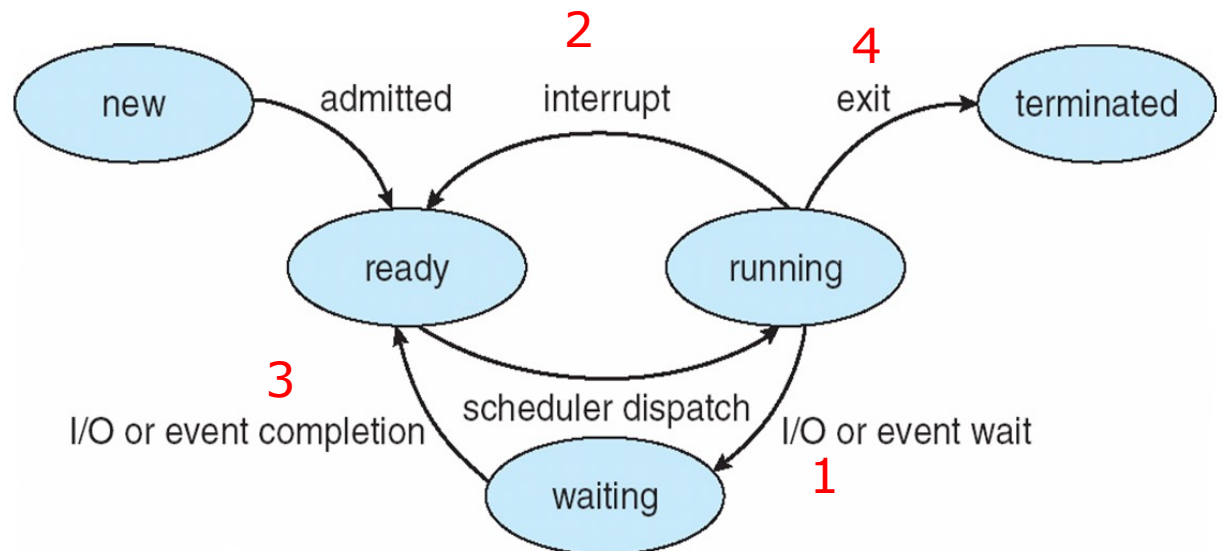 2
4
new
admitted
interrupt
exit
terminated
ready
running
3
scheduler dispatch
I/O or event completion
I/O or event wait
1
waiting